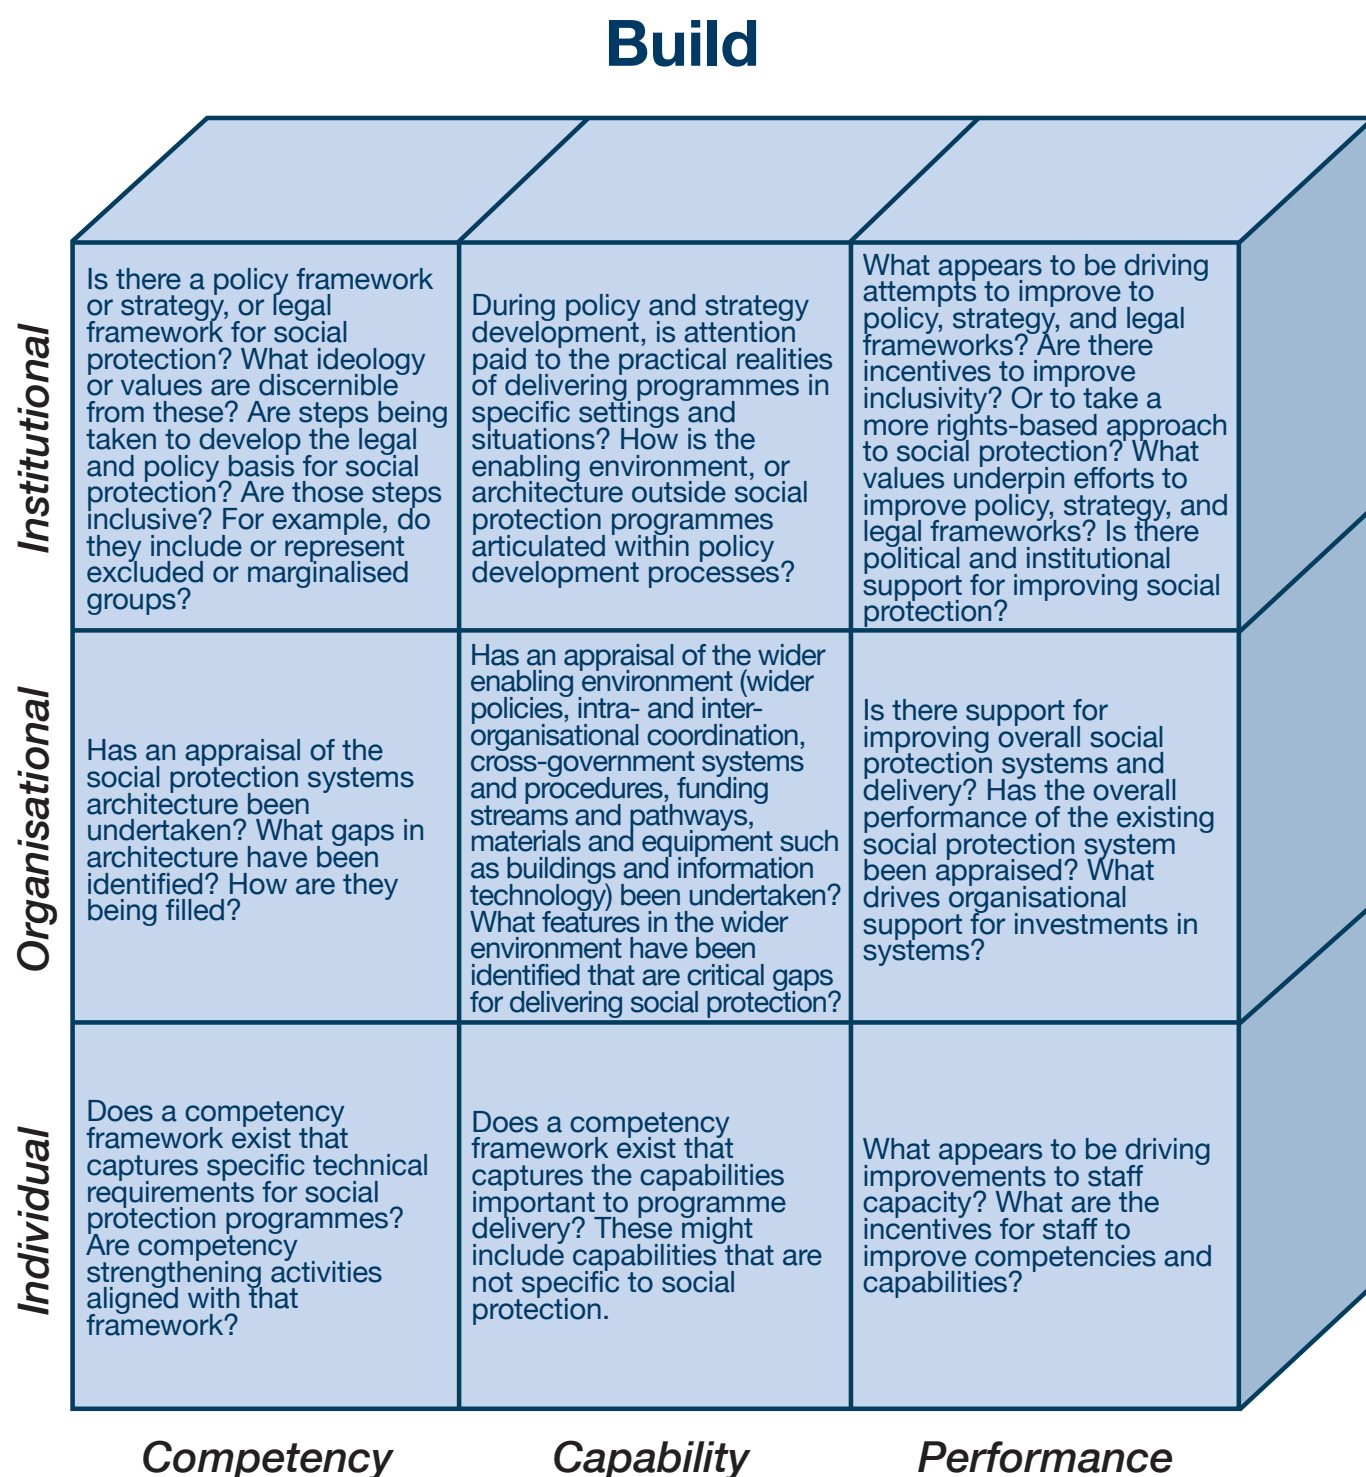 Build
Institutional
Is there a policy framework
or strategy, or legal
framework for social
protection? What ideology
or values are discernible
from these? Are steps being
taken to develop the legal
and policy basis for social
protection? Are those steps
inclusive? For example, do
they include or represent
excluded or marginalised
groups?
During policy and strategy
development, is attention
paid to the practical realities
of delivering programmes in
specific settings and
situations? How is the
enabling environment, or
architecture outside social
protection programmes
articulated within policy
development processes?
What appears to be driving
attempts to improve to
policy, strategy, and legal
frameworks? Are there
incentives to improve
inclusivity? Or to take a
more rights-based approach
to social protection? What
values underpin efforts to
improve policy, strategy, and
legal frameworks? Is there
political and institutional
support for improving social
protection?
Organisational
Has an appraisal of the
social protection systems
architecture been
undertaken? What gaps in
architecture have been
identified? How are they
being filled?
Has an appraisal of the wider
enabling environment (wider
policies, intra- and inter-
organisational coordination,
cross-government systems
and procedures, funding
streams and pathways,
materials and equipment such
as buildings and information
technology) been undertaken?
What features in the wider
environment have been
identified that are critical gaps
for delivering social protection?
Is there support for
improving overall social
protection systems and
delivery? Has the overall
performance of the existing
social protection system
been appraised? What
drives organisational
support for investments in
systems?
Individual
Does a competency
framework exist that
captures specific technical
requirements for social
protection programmes?
Are competency
strengthening activities
aligned with that
framework?
Does a competency
framework exist that
captures the capabilities
important to programme
delivery? These might
include capabilities that are
not specific to social
protection.
What appears to be driving
improvements to staff
capacity? What are the
incentives for staff to
improve competencies and
capabilities?
Competency
Capability
Performance